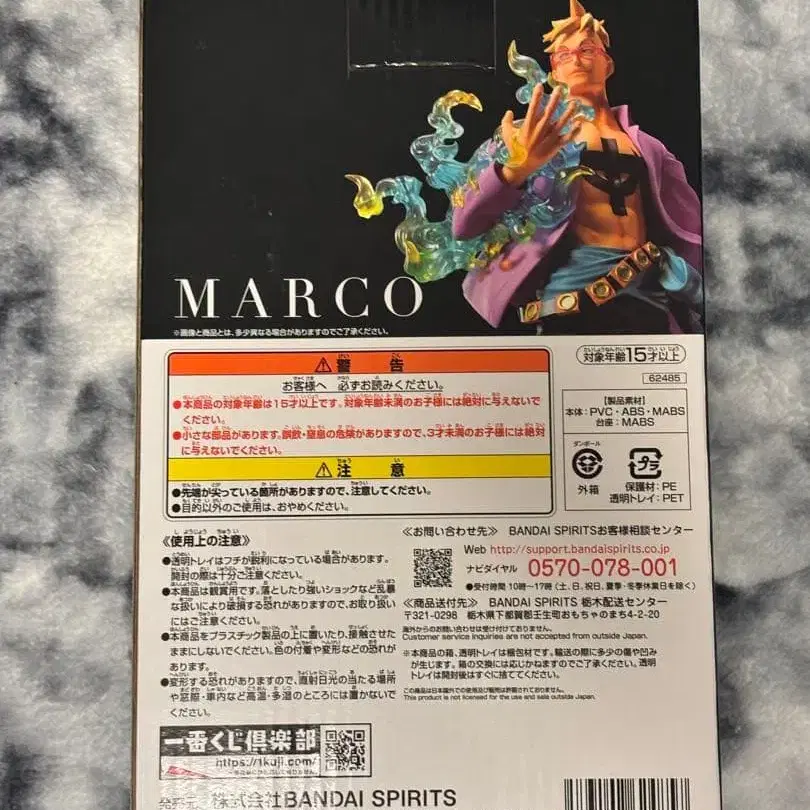 MARCO
※画像と商品とは、多少異なる場合がありますのでご了承ください。
警告
お客様へ 必ずお読みください。
●本商品の対象年齢は15才以上です。対象年齢未満のお子様には絶対に与えないで
ください。
●小さな部品があります。誤飲・窒息の危険がありますので、3才未満のお子様には絶対
に与えないでください。
注意
●先端が尖っている箇所がありますので、注意してください。
●目的以外のご使用は、おやめください。
対象年齢15才以上
62485
【製品素材】
本体：PVC・ABS・MABS
台座：MABS
ダンボール
外箱
プラ
保護材：PE
透明トレイ：PET
《使用上の注意》
●透明トレイはフチが鋭利になっている場合があります。
開封の際は十分ご注意ください。
●本商品は観賞用です。落としたり強いショックなど乱暴
な扱いにより破損する恐れがありますので、お取り扱い
にはご注意ください。
●本商品をプラスチック製品の上に置いたり、接触させた
ままにしないでください。色の付着や変形などの恐れが
あります。
●変形する恐れがありますので、直射日光の当たる場所
や窓際・車内など高温・多湿のところには置かないで
ください。
《お問い合わせ先》 BANDAI SPIRITSお客様相談センター
Web http://support.bandaispirits.co.jp
ナビダイヤル 0570-078-001
●受付時間 10時～17時 (土、日、祝日、夏季・冬季休業日を除く)
《商品送付先》 BANDAI SPIRITS 栃木配送センター
〒321-0298 栃木県下都賀郡壬生町おもちゃのまち4-2-20
海外からのお問い合わせは受け付けておりません。
Customer service inquiries are not accepted from outside Japan.
※本商品の箱、透明トレイは梱包材です。輸送の際に多少の傷や凹み
が生じます。箱の交換には応じかねますのでご了承ください。透明
トレイは開封後はすぐに捨ててください。
この商品は日本国外での使用及び販売は許諾されておりません。
This product is not licensed for the use and sale outside Japan.
一番くじ倶楽部
https://1kuji.com/
発売元 株式会社BANDAI SPIRITS